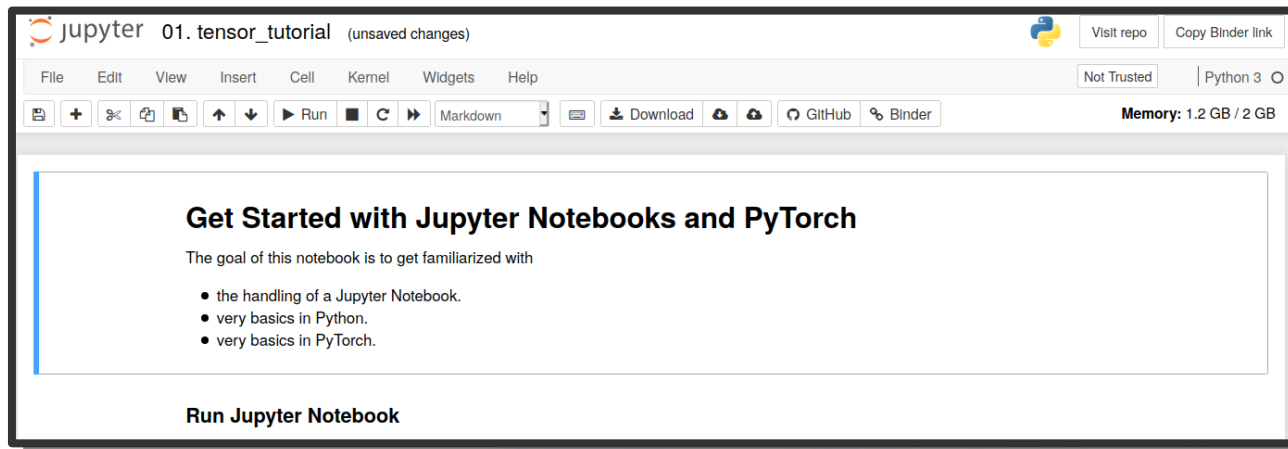 jupyter 01. tensor_tutorial (unsaved changes) Visit repo Copy Binder link
File Edit View Insert Cell Kernel Widgets Help Not Trusted Python 3
Run Markdown Download GitHub Binder Memory: 1.2 GB / 2 GB
Get Started with Jupyter Notebooks and PyTorch
The goal of this notebook is to get familiarized with
the handling of a Jupyter Notebook.
very basics in Python.
very basics in PyTorch.
Run Jupyter Notebook